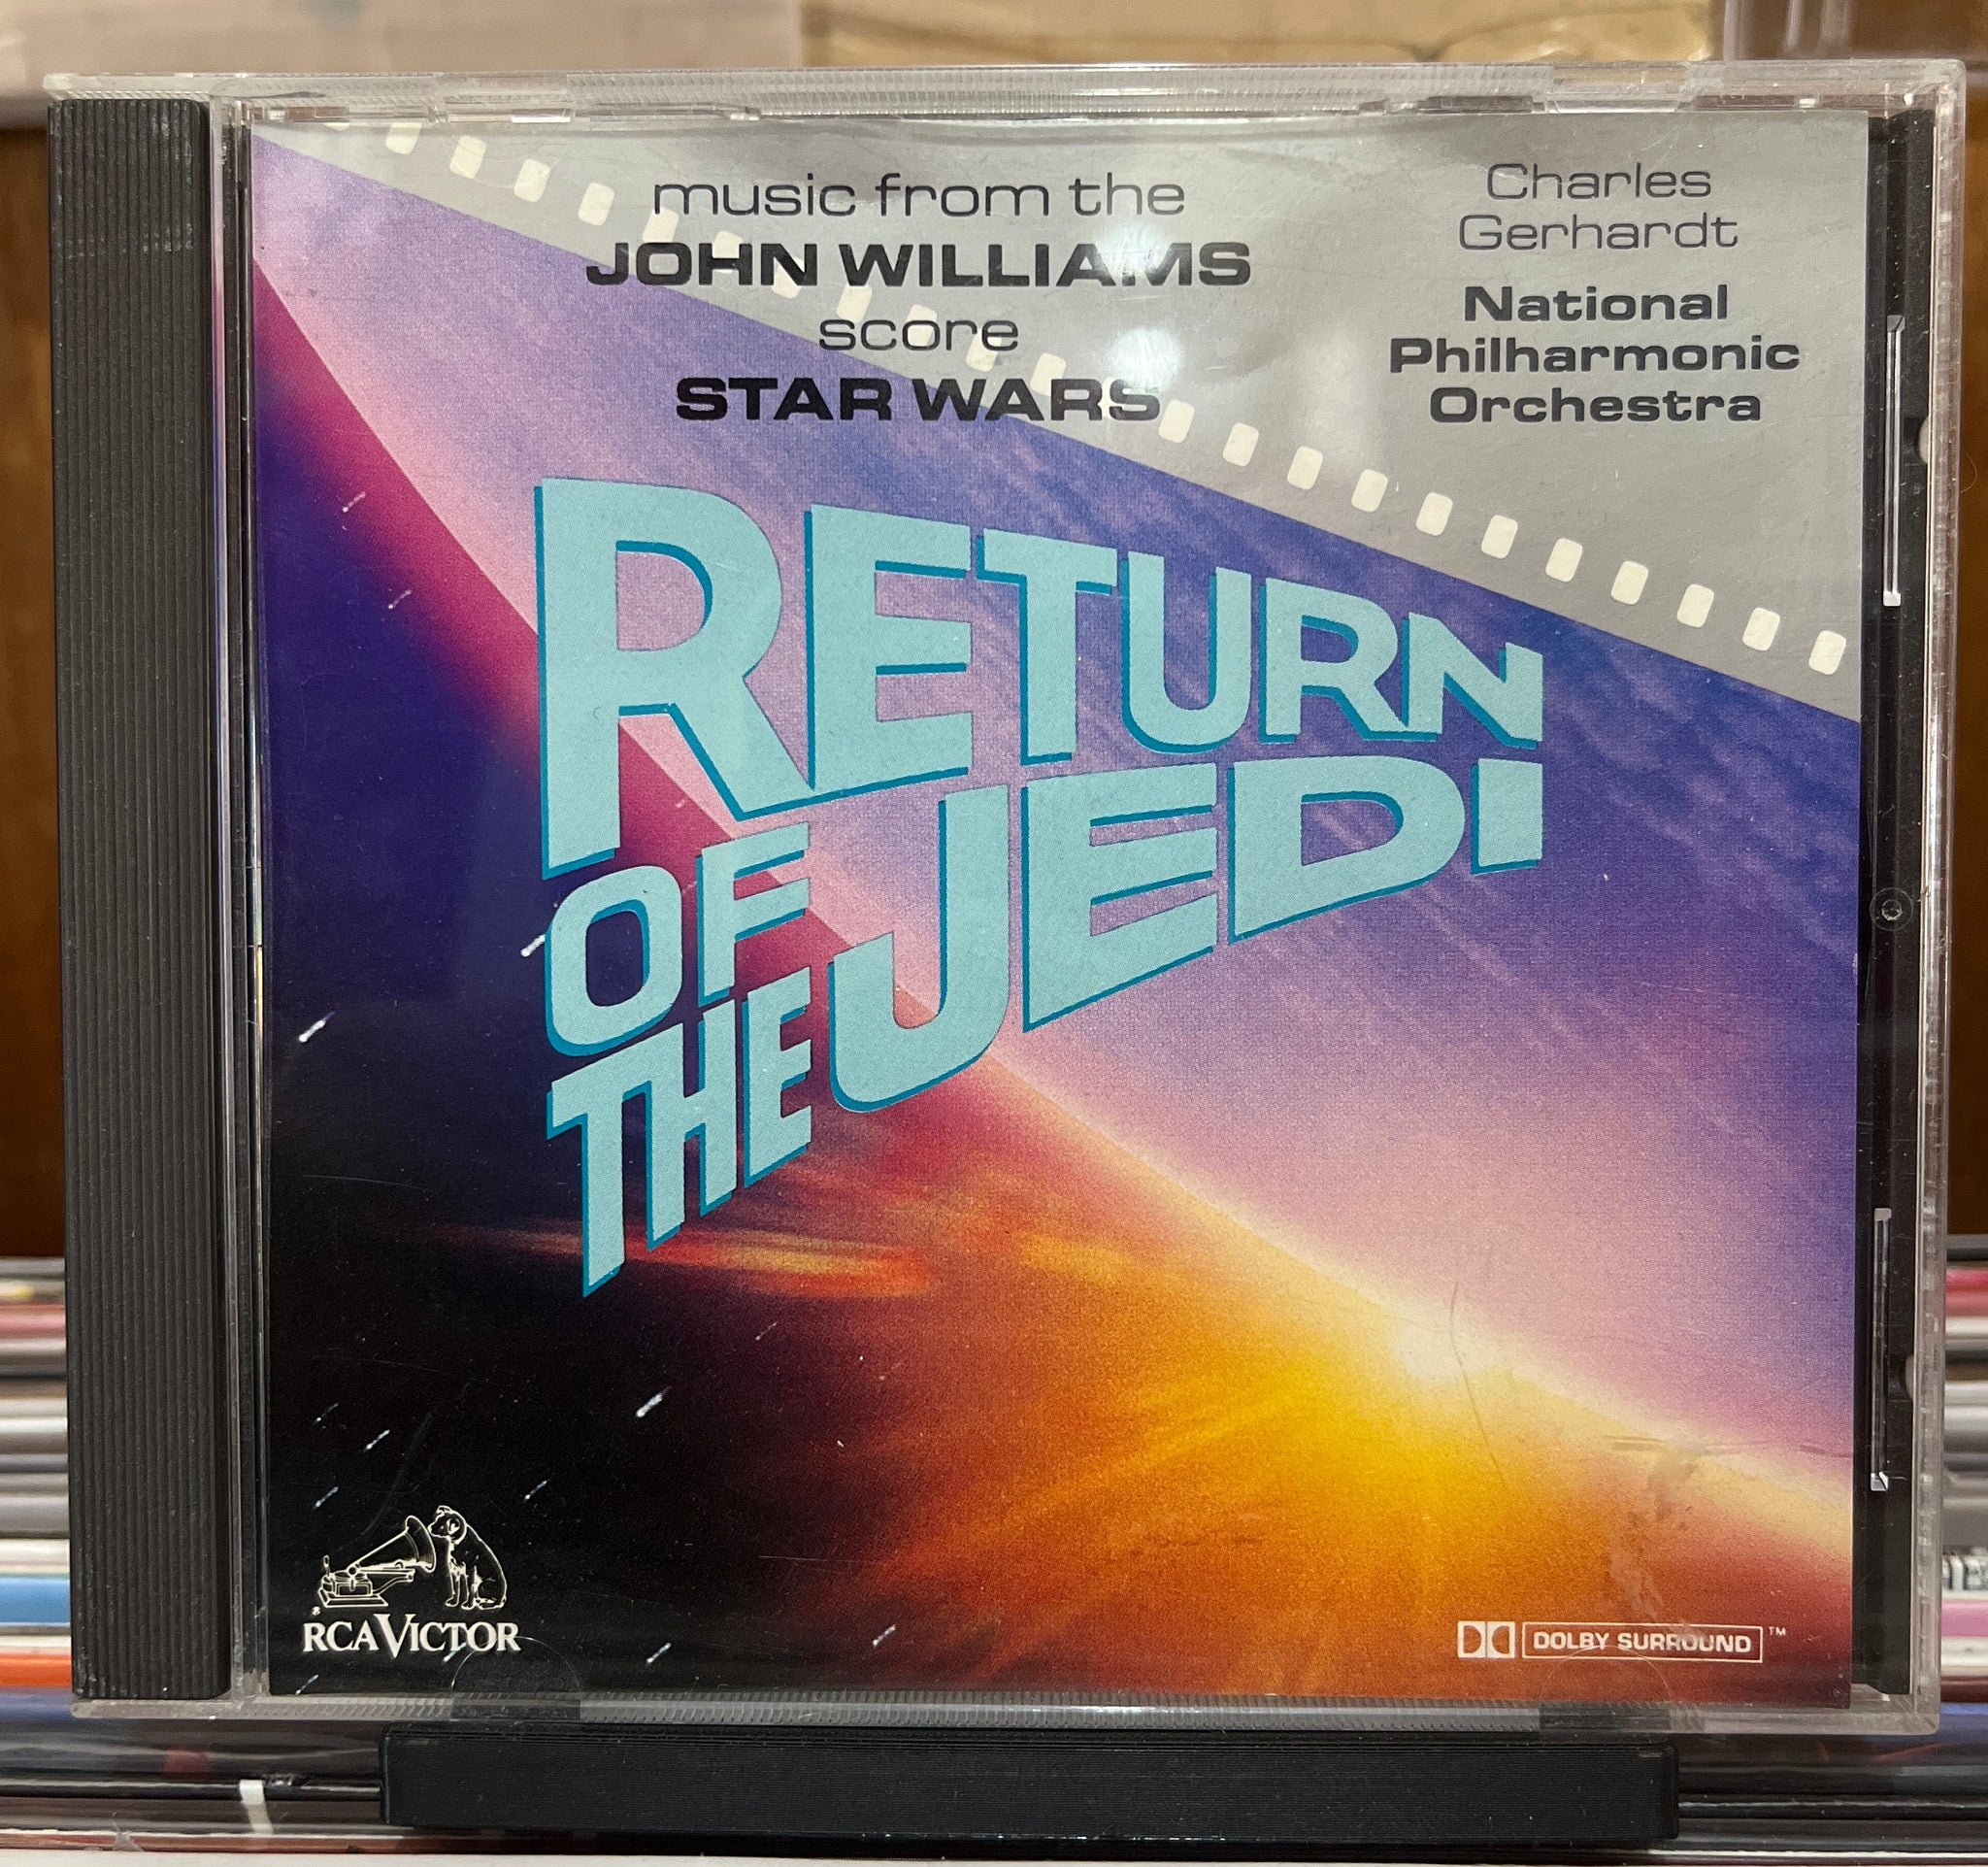 music from the
JOHN WILLIAMS
score
STAR WARS
Charles
Gerhardt
National
Philharmonic
Orchestra
RETURN
OF JEDI
THE
®
RCA VICTOR
DOLBY SURROUND ™